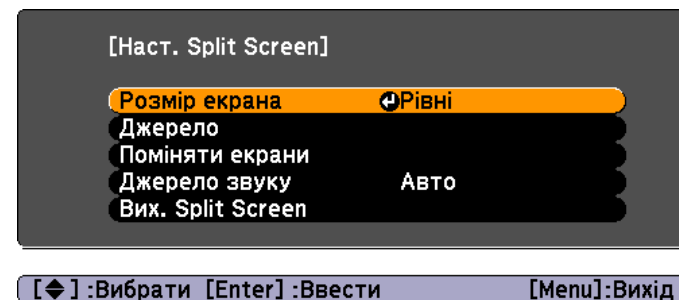 [Наст. Split Screen]
Розмір екрана Рівні
Джерело
Поміняти екрани
Джерело звуку Авто
Вих. Split Screen
[◆] :Вибрати [Enter] :Ввести [Menu]:Вихід